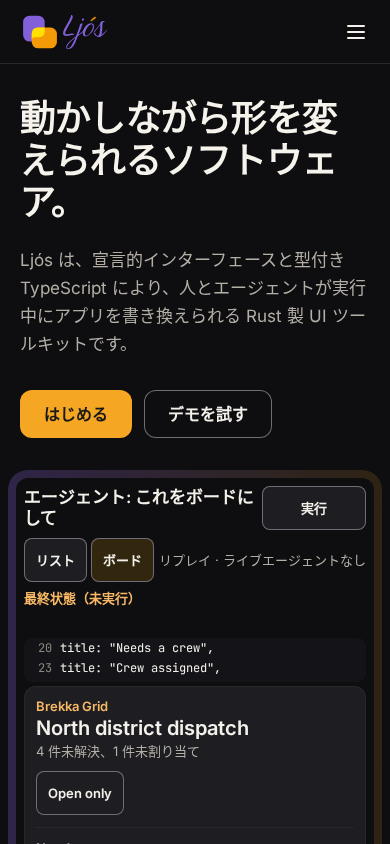 Ljós
動かしながら形を変
えられるソフトウェ
ア。
Ljós は、宣言的インターフェースと型付き
TypeScript により、人とエージェントが実行
中にアプリを書き換えられる Rust 製 UI ツー
ルキットです。
はじめる
デモを試す
エージェント: これをボードに
して
実行
リスト
ボード
リプレイ · ライブエージェントなし
最終状態（未実行）
20 title: "Needs a crew",
23 title: "Crew assigned",
Brekka Grid
North district dispatch
4 件未解決、1 件未割り当て
Open only